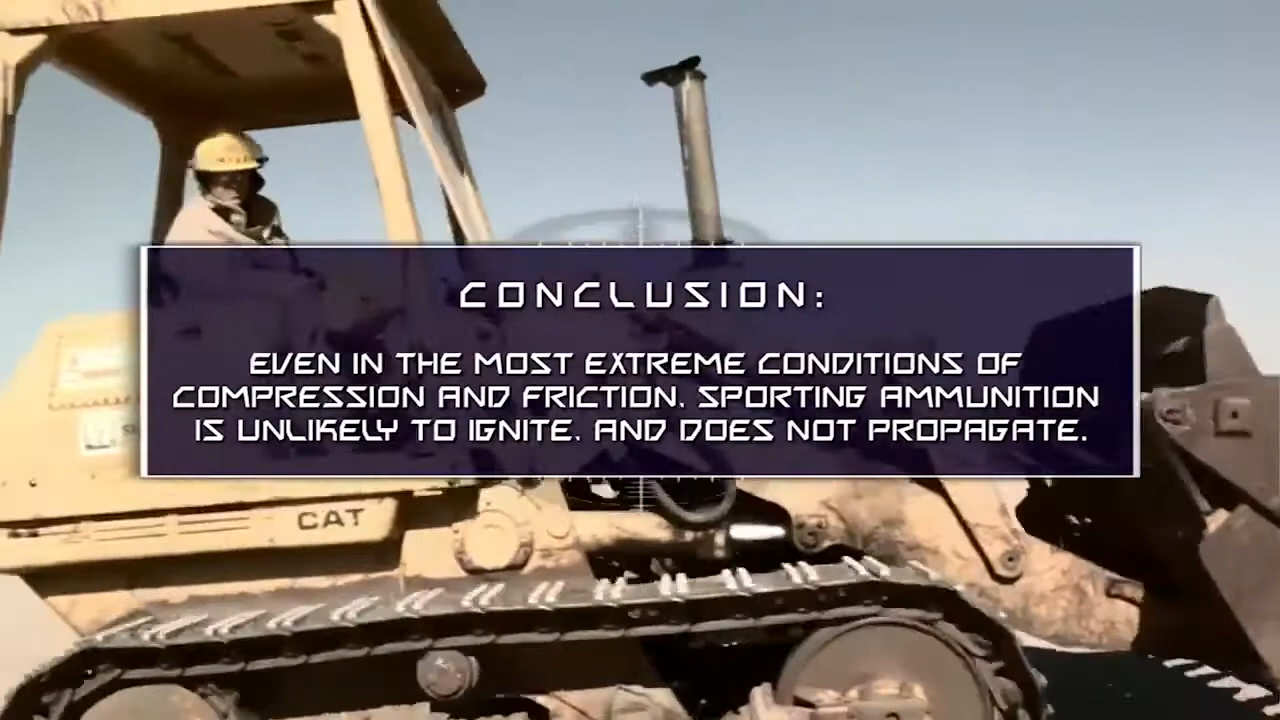 CONCLUSION:
EVEN IN THE MOST EXTREME CONDITIONS OF
COMPRESSION AND FRICTION, SPORTING AMMUNITION
IS UNLIKELY TO IGNITE, AND DOES NOT PROPAGATE.
CAT